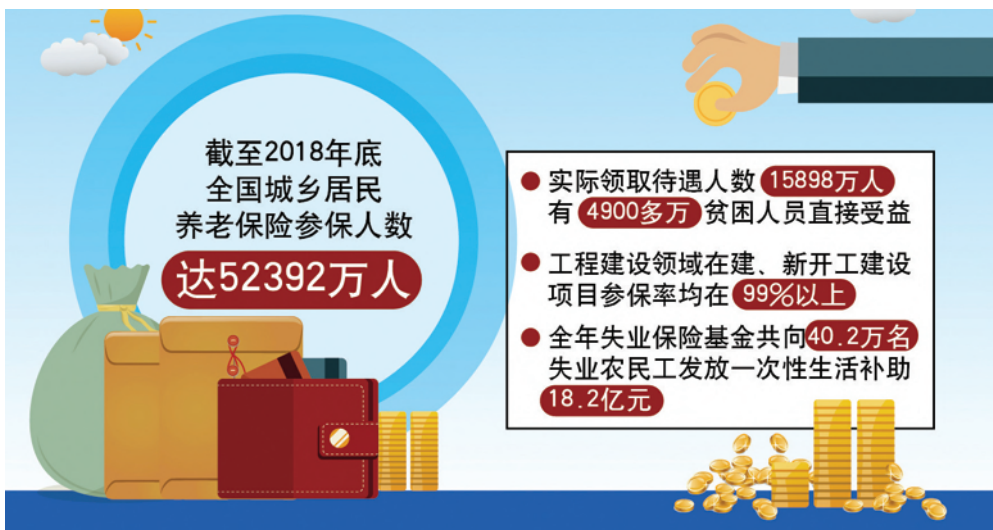 截至2018年底
全国城乡居民
养老保险参保人数
达52392万人
实际领取待遇人数 15898万人
有 4900多万 贫困人员直接受益
工程建设领域在建、新开工建设
项目参保率均在 99%以上
全年失业保险基金共向40.2万名
失业农民工发放一次性生活补助
18.2亿元